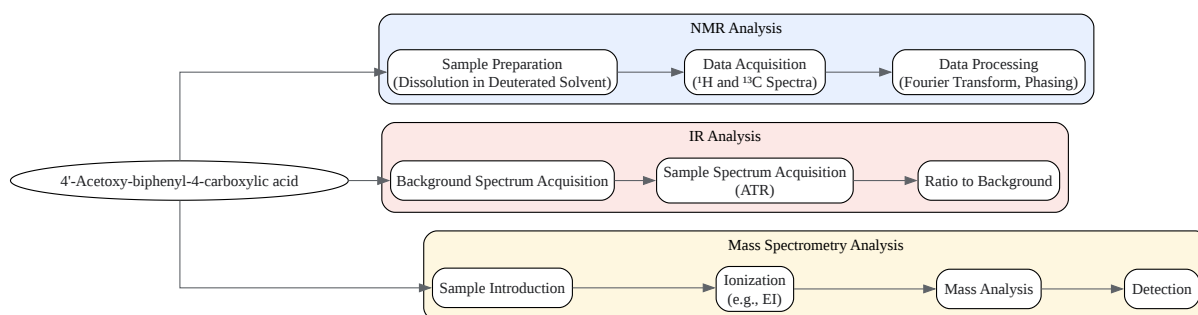 NMR Analysis
Sample Preparation
(Dissolution in Deuterated Solvent)
Data Acquisition
(¹H and ¹³C Spectra)
Data Processing
(Fourier Transform, Phasing)
IR Analysis
4'-Acetoxy-biphenyl-4-carboxylic acid
Background Spectrum Acquisition
Sample Spectrum Acquisition
(ATR)
Ratio to Background
Mass Spectrometry Analysis
Sample Introduction
Ionization
(e.g., EI)
Mass Analysis
Detection